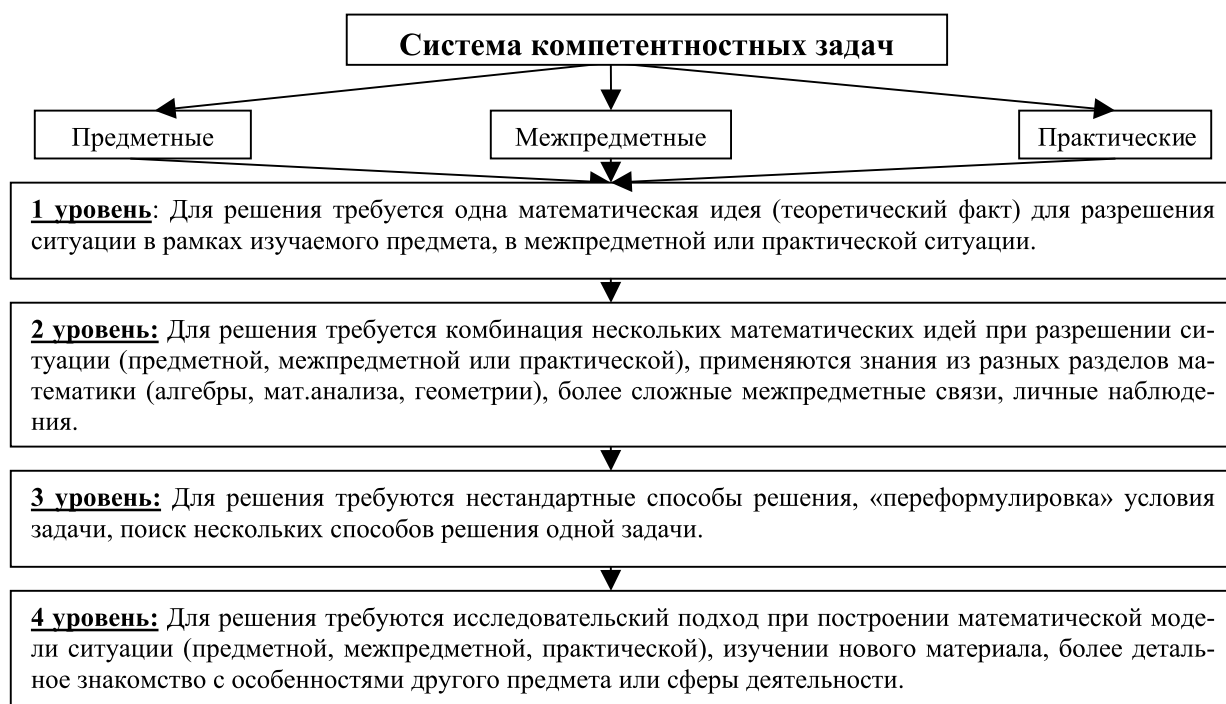 Система компетентностных задач
Предметные
Межпредметные
Практические
1 уровень: Для решения требуется одна математическая идея (теоретический факт) для разрешения
ситуации в рамках изучаемого предмета, в межпредметной или практической ситуации.
2 уровень: Для решения требуется комбинация нескольких математических идей при разрешении си-
туации (предметной, межпредметной или практической), применяются знания из разных разделов ма-
тематики (алгебры, мат.анализа, геометрии), более сложные межпредметные связи, личные наблюде-
ния.
3 уровень: Для решения требуются нестандартные способы решения, «переформулировка» условия
задачи, поиск нескольких способов решения одной задачи.
4 уровень: Для решения требуются исследовательский подход при построении математической моде-
ли ситуации (предметной, межпредметной, практической), изучении нового материала, более деталь-
ное знакомство с особенностями другого предмета или сферы деятельности.